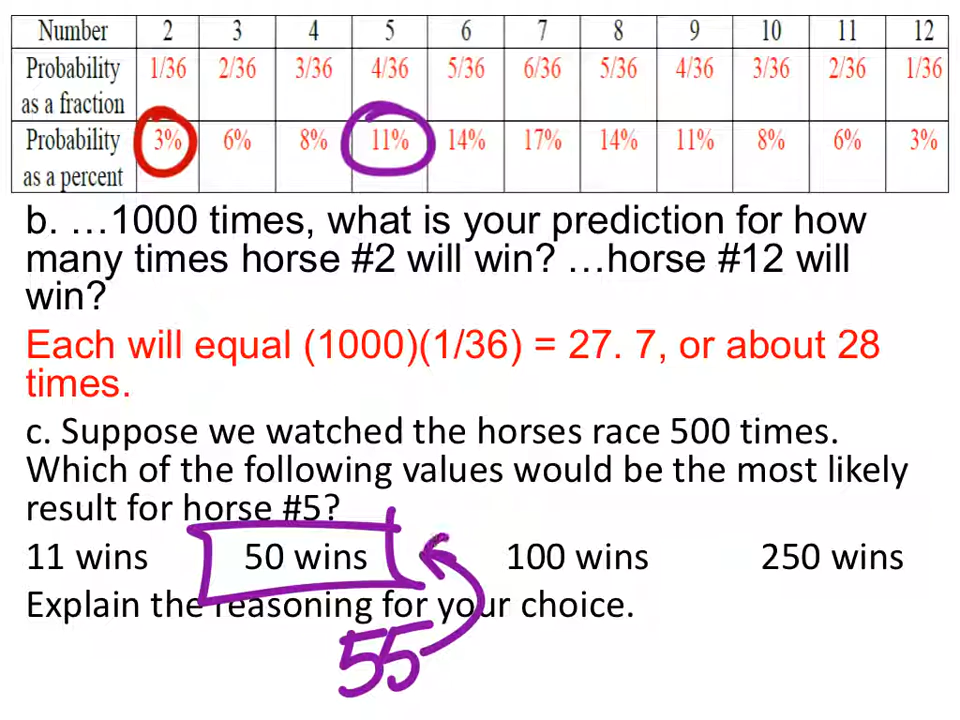 Number 2 3 4 5 6 7 8 9 10 11 12
Probability 1/36 2/36 3/36 4/36 5/36 6/36 5/36 4/36 3/36 2/36 1/36
as a fraction
Probability 3% 6% 8% 11% 14% 17% 14% 11% 8% 6% 3%
as a percent
b. …1000 times, what is your prediction for how
many times horse #2 will win? …horse #12 will
win?
Each will equal (1000)(1/36) = 27. 7, or about 28
times.
c. Suppose we watched the horses race 500 times.
Which of the following values would be the most likely
result for horse #5?
11 wins 50 wins 100 wins 250 wins
Explain the reasoning for your choice.
55